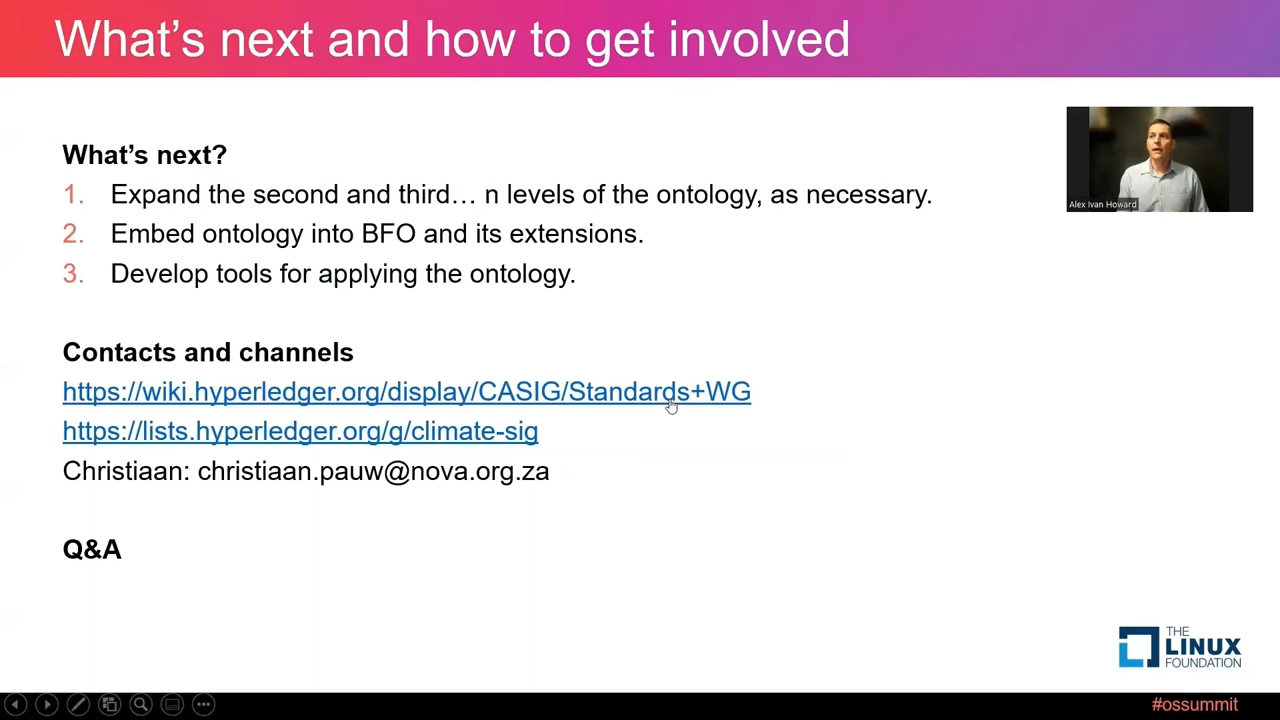 What's next and how to get involved
What's next?
1. Expand the second and third… n levels of the ontology, as necessary.
2. Embed ontology into BFO and its extensions.
3. Develop tools for applying the ontology.
Contacts and channels
https://wiki.hyperledger.org/display/CASIG/Standards+WG
https://lists.hyperledger.org/g/climate-sig
Christiaan: christiaan.pauw@nova.org.za
Q&A
Alex Ivan Howard
THE
LINUX
FOUNDATION
#ossummit